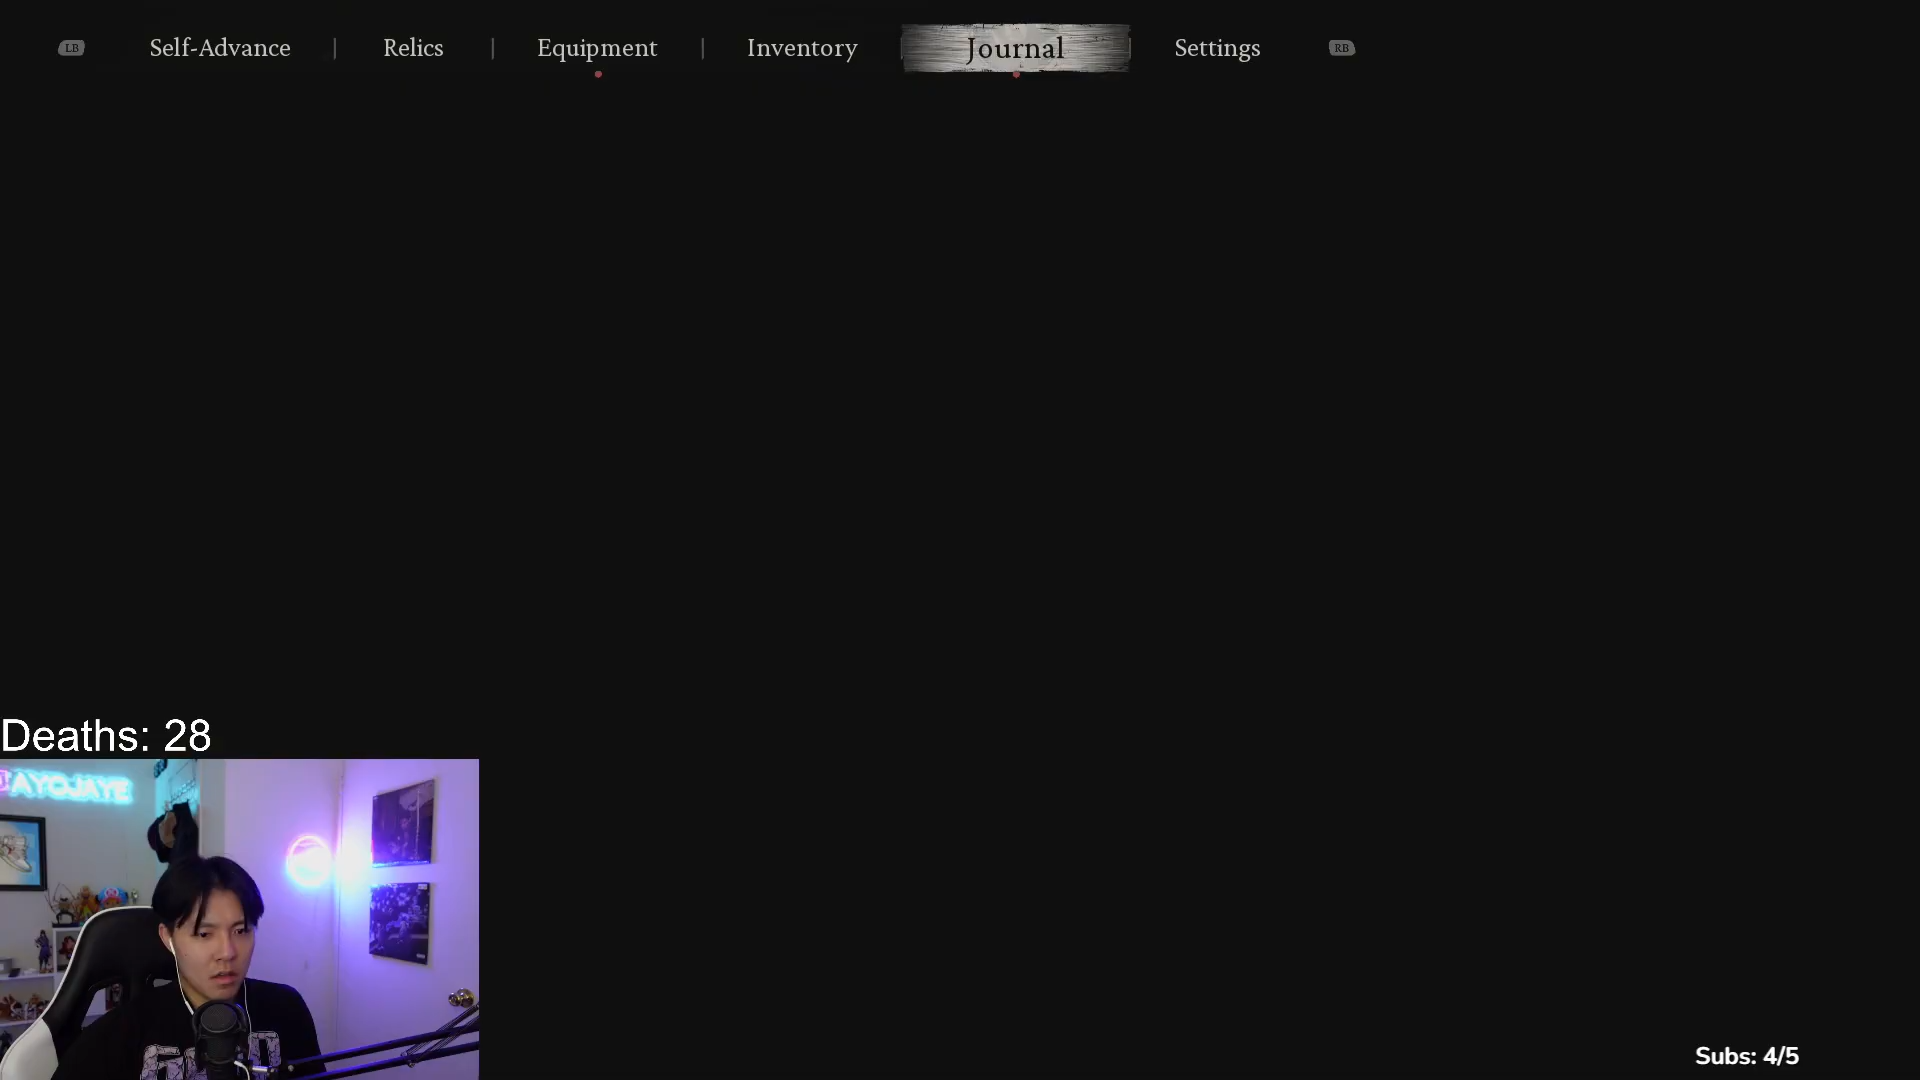 LB Self-Advance | Relics | Equipment | Inventory | Journal | Settings RB
Deaths: 28
AYOJAYE
Subs: 4/5